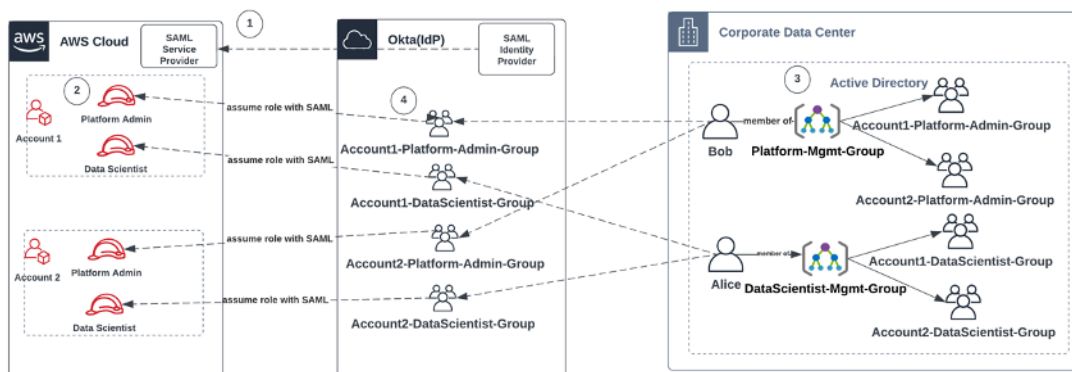 aws
AWS Cloud
SAML
Service
Provider
1
Okta(IdP)
SAML
Identity
Provider
Corporate Data Center
2
Account 1
Platform Admin
Data Scientist
assume role with SAML
assume role with SAML
4
Account1-Platform-Admin-Group
Account1-DataScientist-Group
3
Active Directory
Bob
member of
Platform-Mgmt-Group
Account1-Platform-Admin-Group
Account2-Platform-Admin-Group
Account 2
Platform Admin
Data Scientist
assume role with SAML
assume role with SAML
Account2-Platform-Admin-Group
Account2-DataScientist-Group
Alice
member of
DataScientist-Mgmt-Group
Account1-DataScientist-Group
Account2-DataScientist-Group